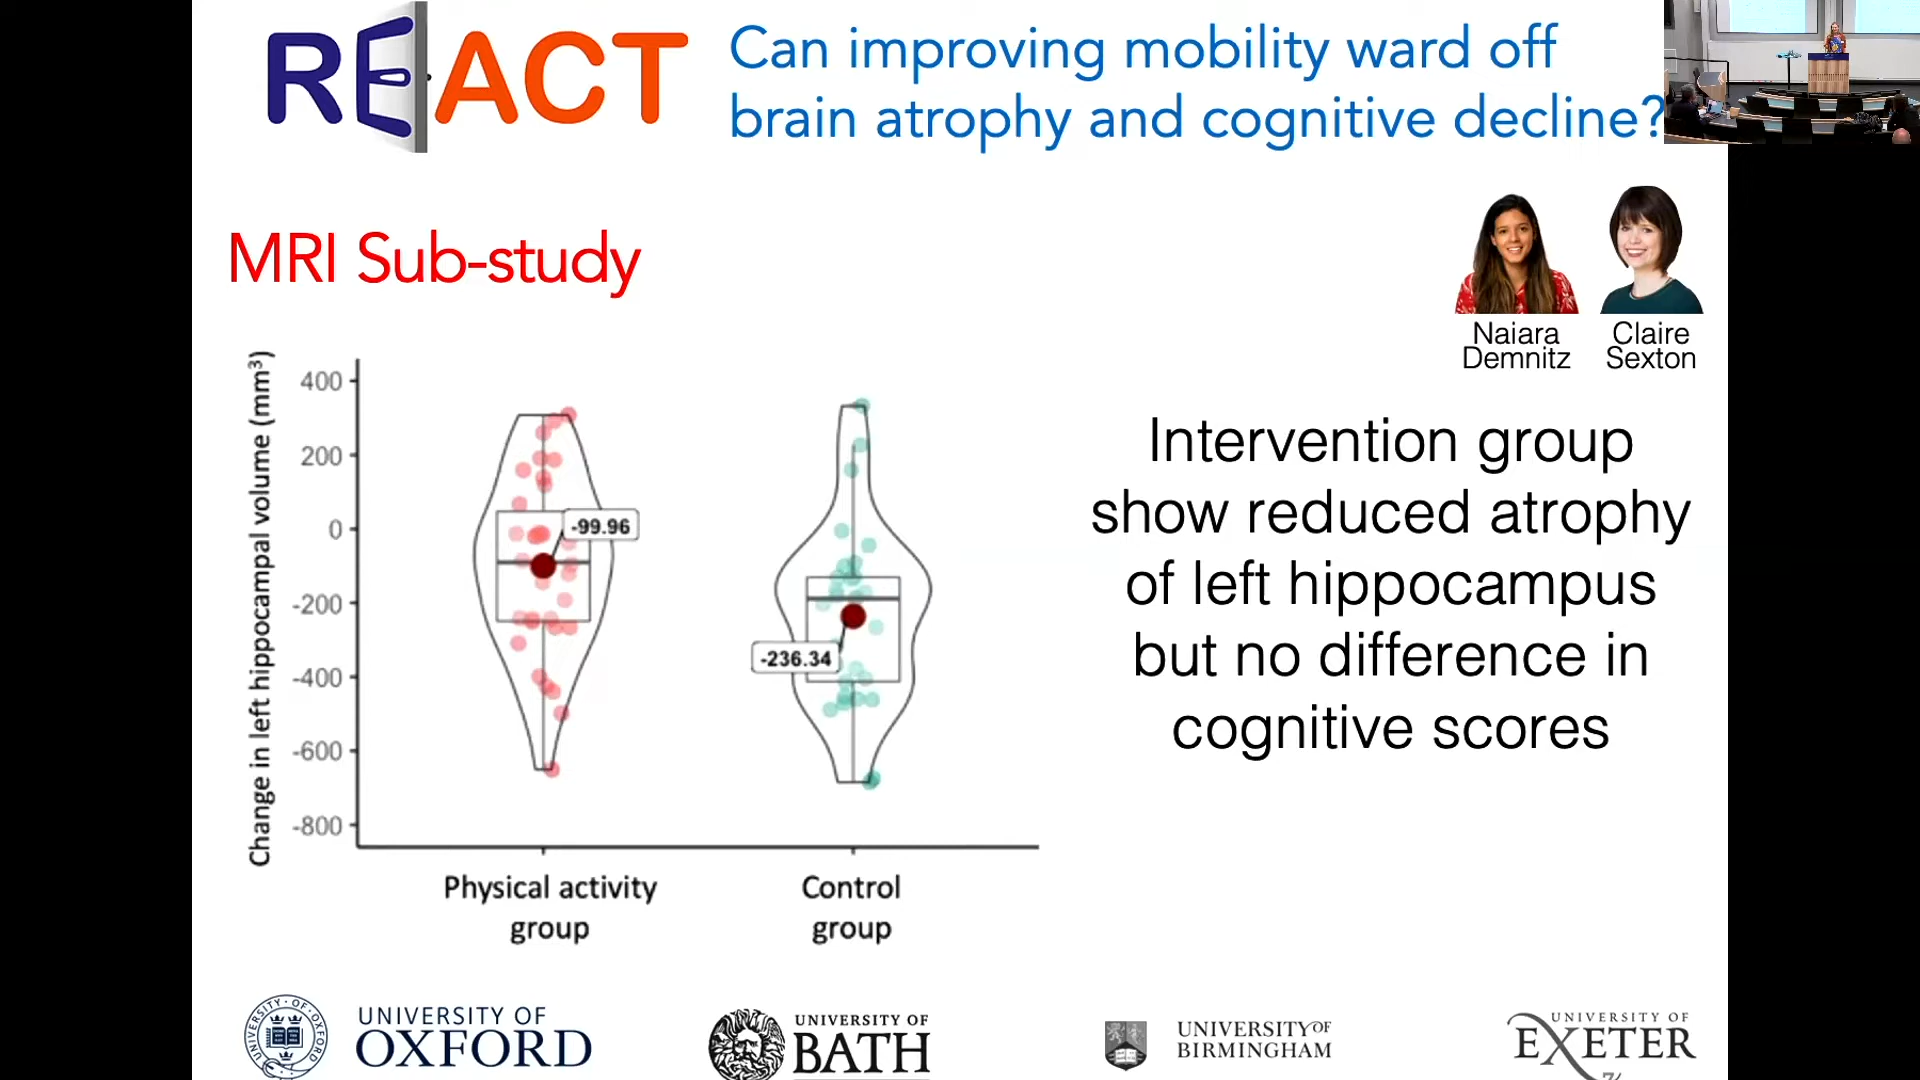 REACT
Can improving mobility ward off
brain atrophy and cognitive decline?
MRI Sub-study
Naiara
Demnitz
Claire
Sexton
Change in left hippocampal volume (mm³)
400
200
0
-200
-400
-600
-800
-99.96
-236.34
Physical activity
group
Control
group
Intervention group
show reduced atrophy
of left hippocampus
but no difference in
cognitive scores
UNIVERSITY OF OXFORD
UNIVERSITY OF
OXFORD
UNIVERSITY OF
BATH
UNIVERSITY OF
BIRMINGHAM
UNIVERSITY OF
EXETER